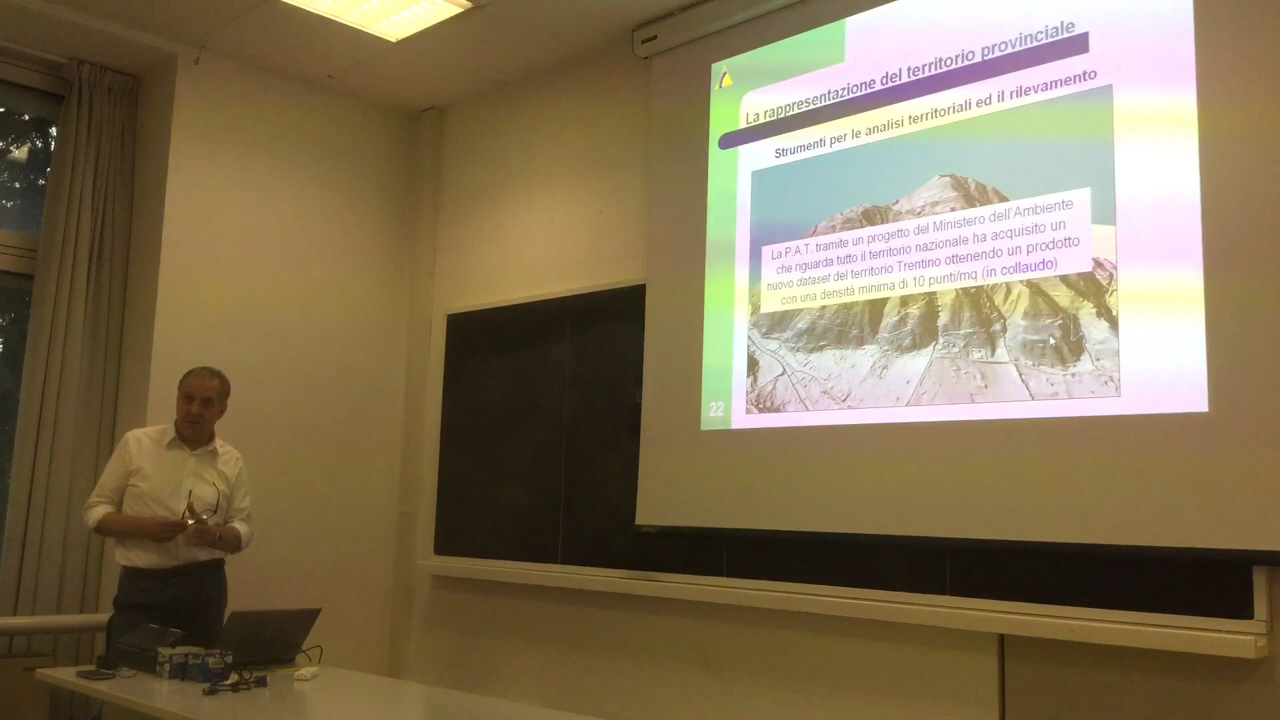 La rappresentazione del territorio provinciale
Strumenti per le analisi territoriali ed il rilevamento
La P.A.T. tramite un progetto del Ministero dell'Ambiente
che riguarda tutto il territorio nazionale ha acquisito un
nuovo dataset del territorio Trentino ottenendo un prodotto
con una densità minima di 10 punti/mq (in collaudo)
22